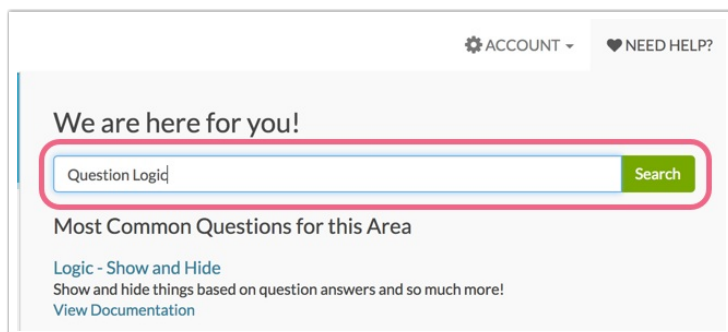 ACCOUNT NEED HELP?
We are here for you!
Question Logic Search
Most Common Questions for this Area
Logic - Show and Hide
Show and hide things based on question answers and so much more!
View Documentation